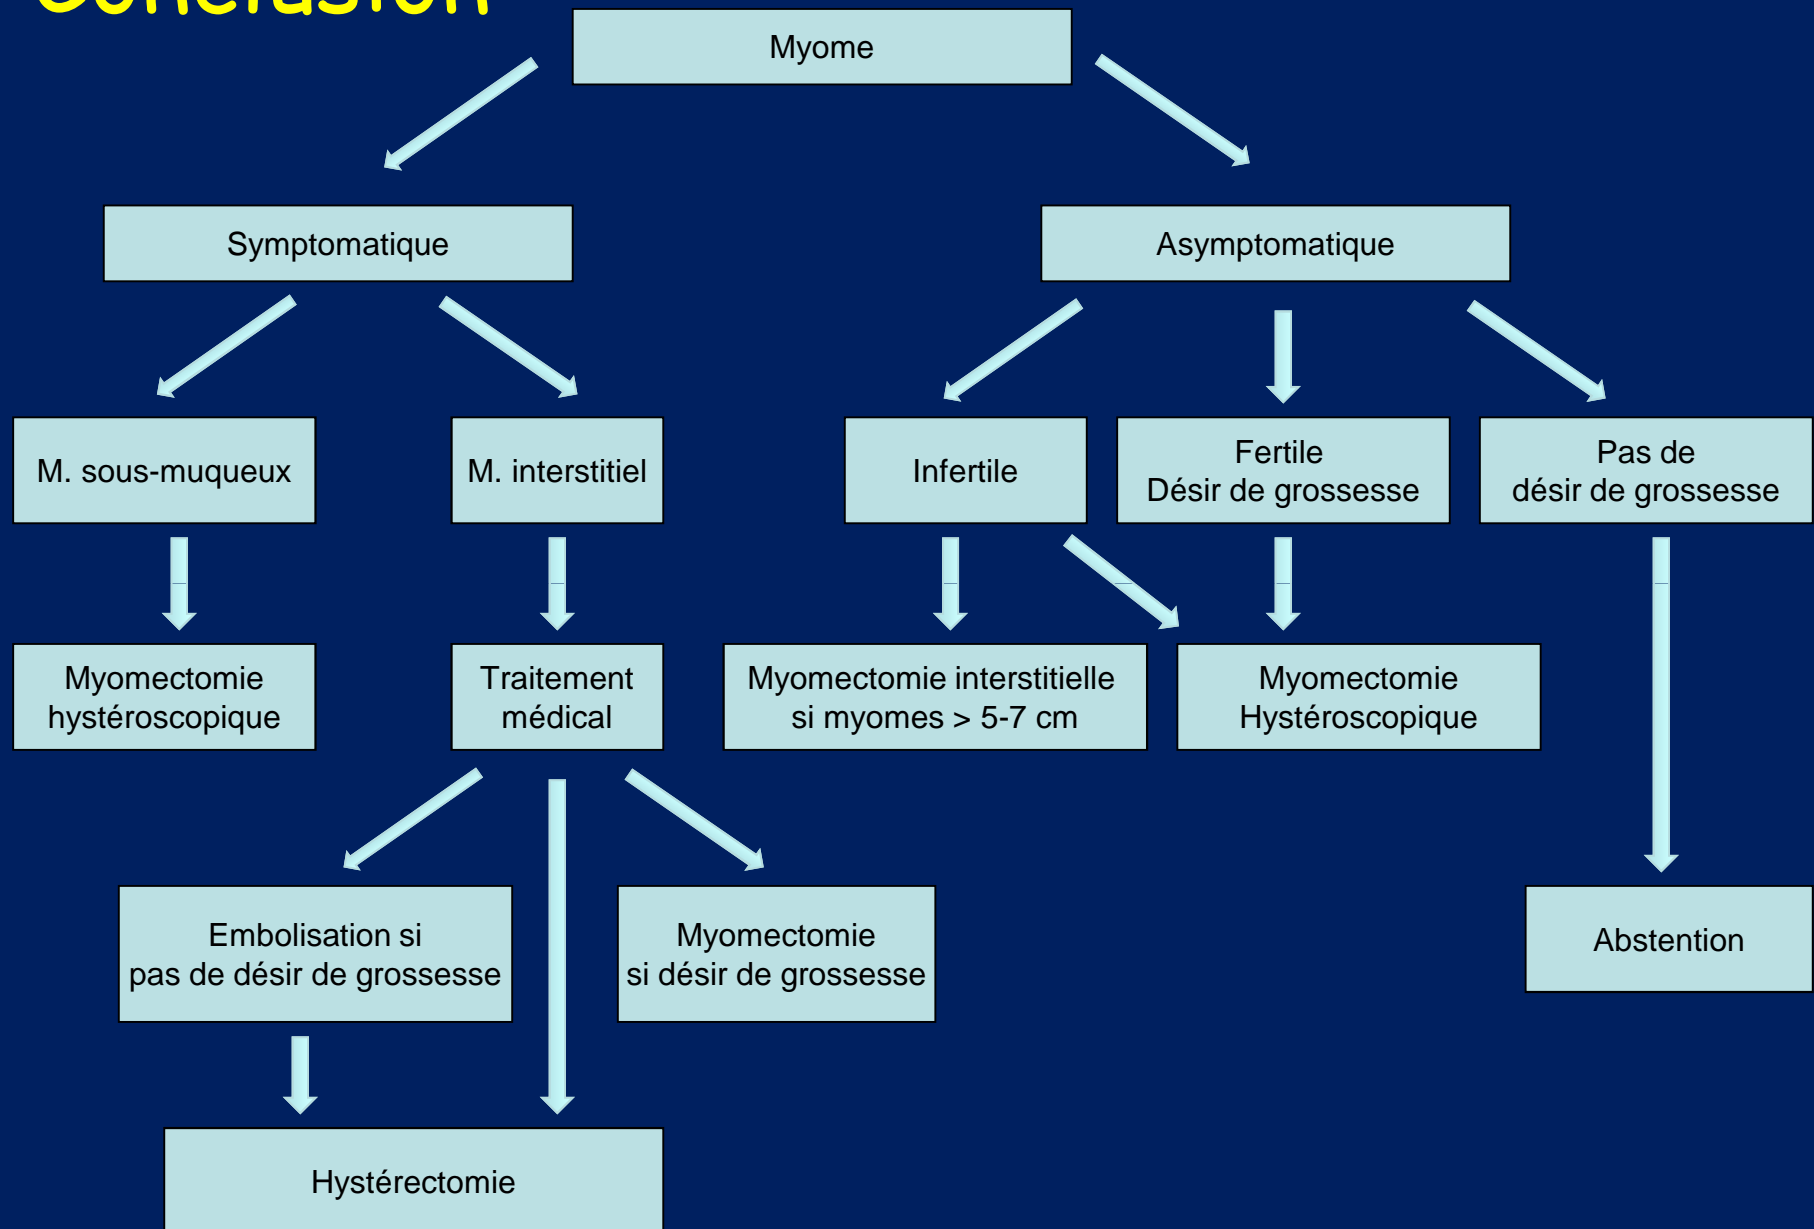 Conclusion
Myome
Symptomatique
Asymptomatique
M. sous-muqueux
M. interstitiel
Infertile
Fertile
Désir de grossesse
Pas de
désir de grossesse
Myomectomie
hystéroscopique
Traitement
médical
Myomectomie interstitielle
si myomes > 5-7 cm
Myomectomie
Hystéroscopique
Embolisation si
pas de désir de grossesse
Myomectomie
si désir de grossesse
Abstention
Hystérectomie